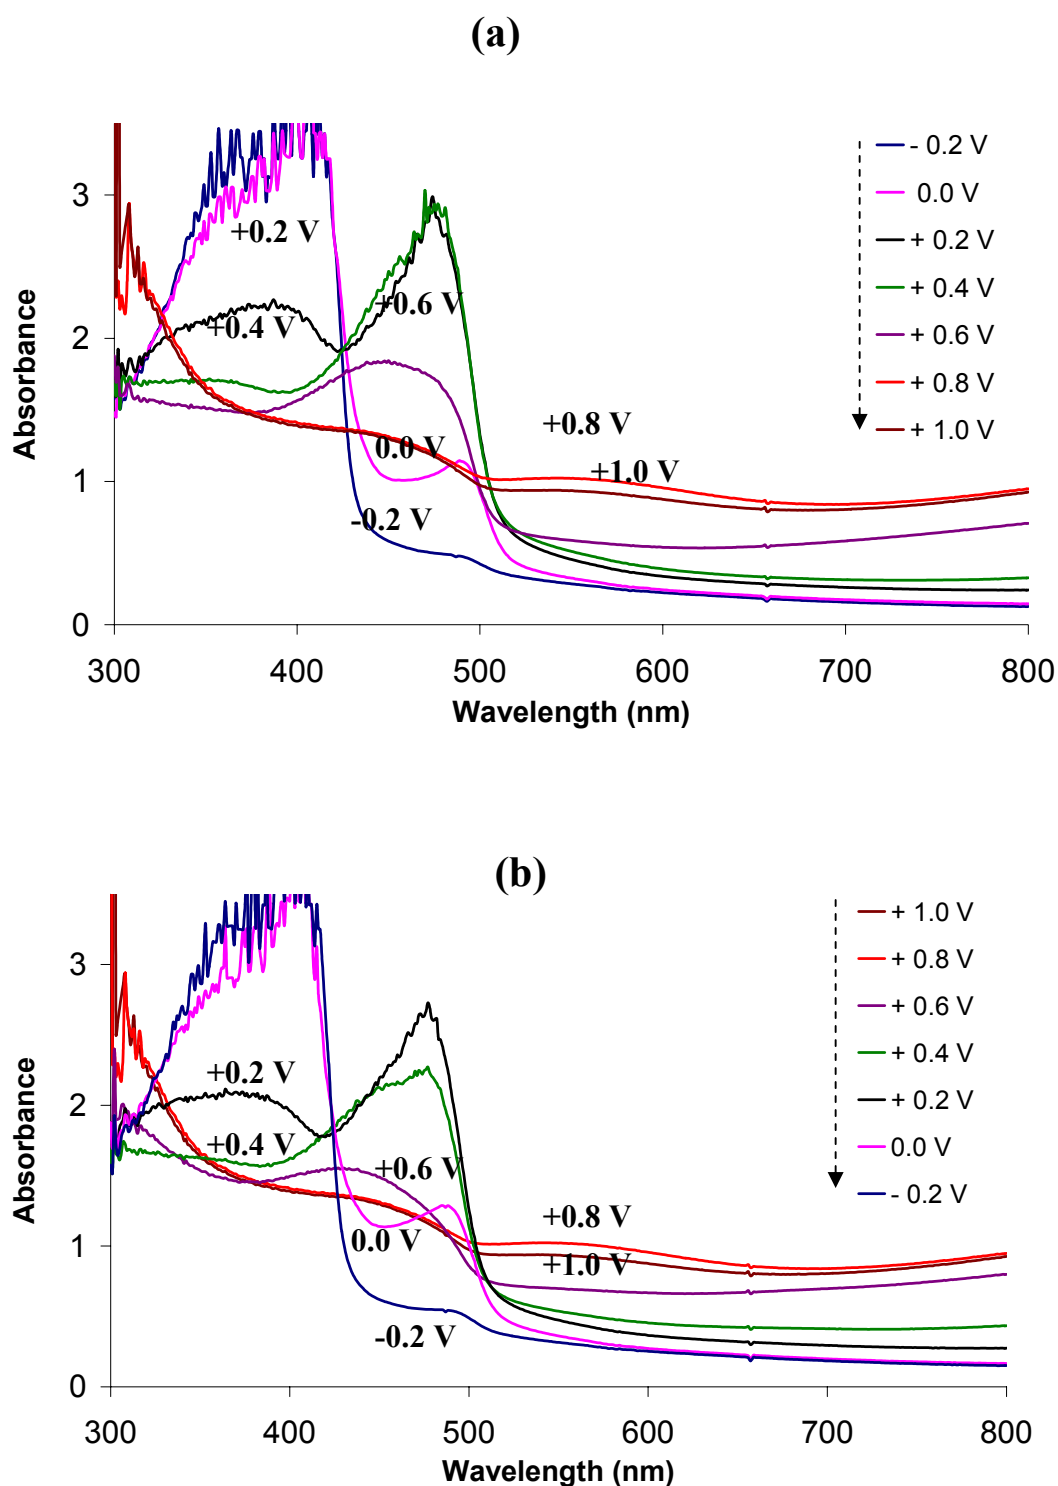 (a)
- 0.2 V
0.0 V
+ 0.2 V
+ 0.4 V
+ 0.6 V
+ 0.8 V
+ 1.0 V
3
2
1
0
Absorbance
+0.2 V
+0.6 V
+0.4 V
+0.8 V
0.0 V
+1.0 V
-0.2 V
300 400 500 600 700 800
Wavelength (nm)
(b)
+ 1.0 V
+ 0.8 V
+ 0.6 V
+ 0.4 V
+ 0.2 V
0.0 V
- 0.2 V
3
2
1
0
Absorbance
+0.2 V
+0.4 V
+0.6 V
+0.8 V
0.0 V
+1.0 V
-0.2 V
300 400 500 600 700 800
Wavelength (nm)